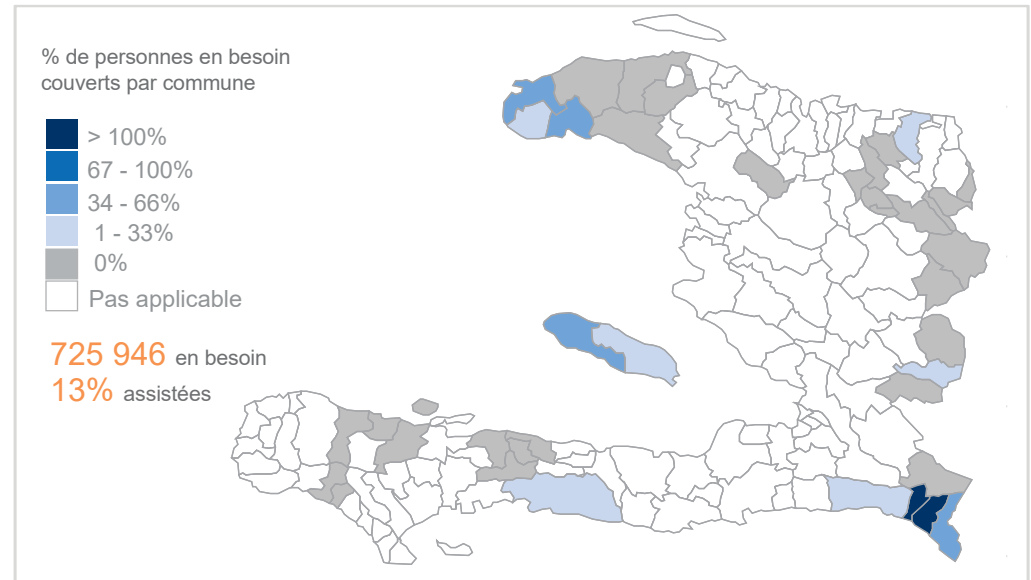 % de personnes en besoin
couverts par commune
> 100%
67 - 100%
34 - 66%
1 - 33%
0%
Pas applicable
725 946 en besoin
13% assistées